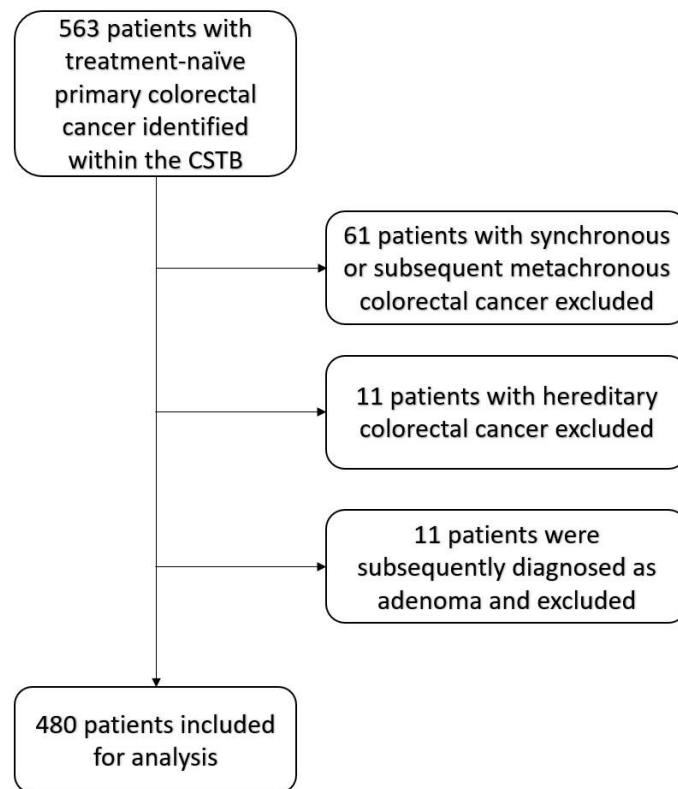 563 patients with
treatment-naïve
primary colorectal
cancer identified
within the CSTB
61 patients with synchronous
or subsequent metachronous
colorectal cancer excluded
11 patients with hereditary
colorectal cancer excluded
11 patients were
subsequently diagnosed as
adenoma and excluded
480 patients included
for analysis